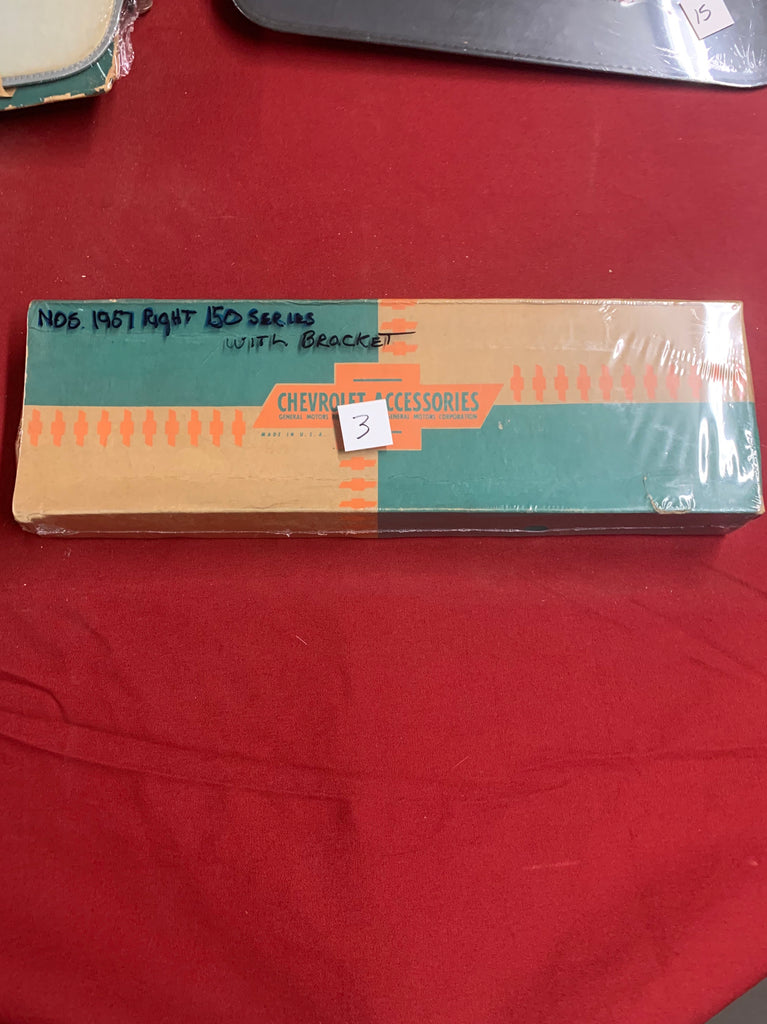 15
NOS. 1957 Right 150 SERIES
WITH BRACKET
CHEVROLET ACCESSORIES
GENERAL MOTORS GENERAL MOTORS CORPORATION
3
MADE IN U.S.A.